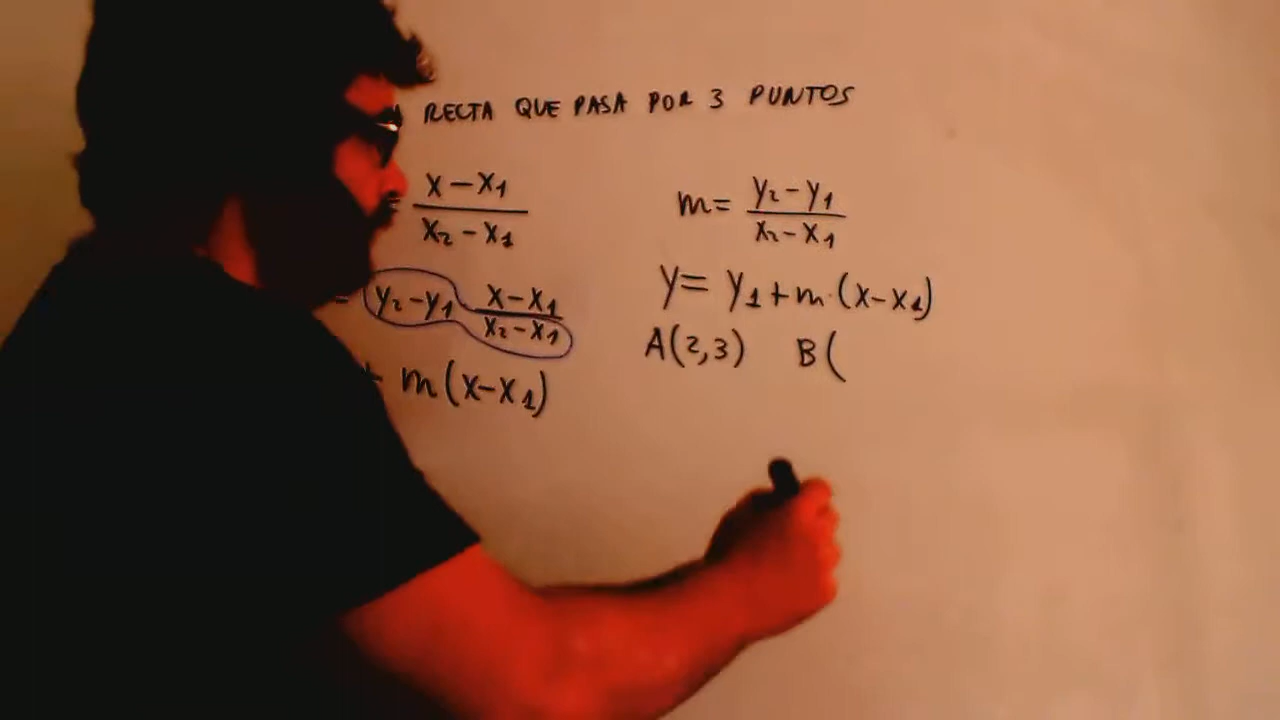 RECTA QUE PASA POR 3 PUNTOS
= x-x1 / x2-x1
m= y2-y1 / x2-x1
= y2-y1 x-x1 / x2-x1
y= y1+m·(x-x1)
A(2,3) B(
+ m(x-x1)